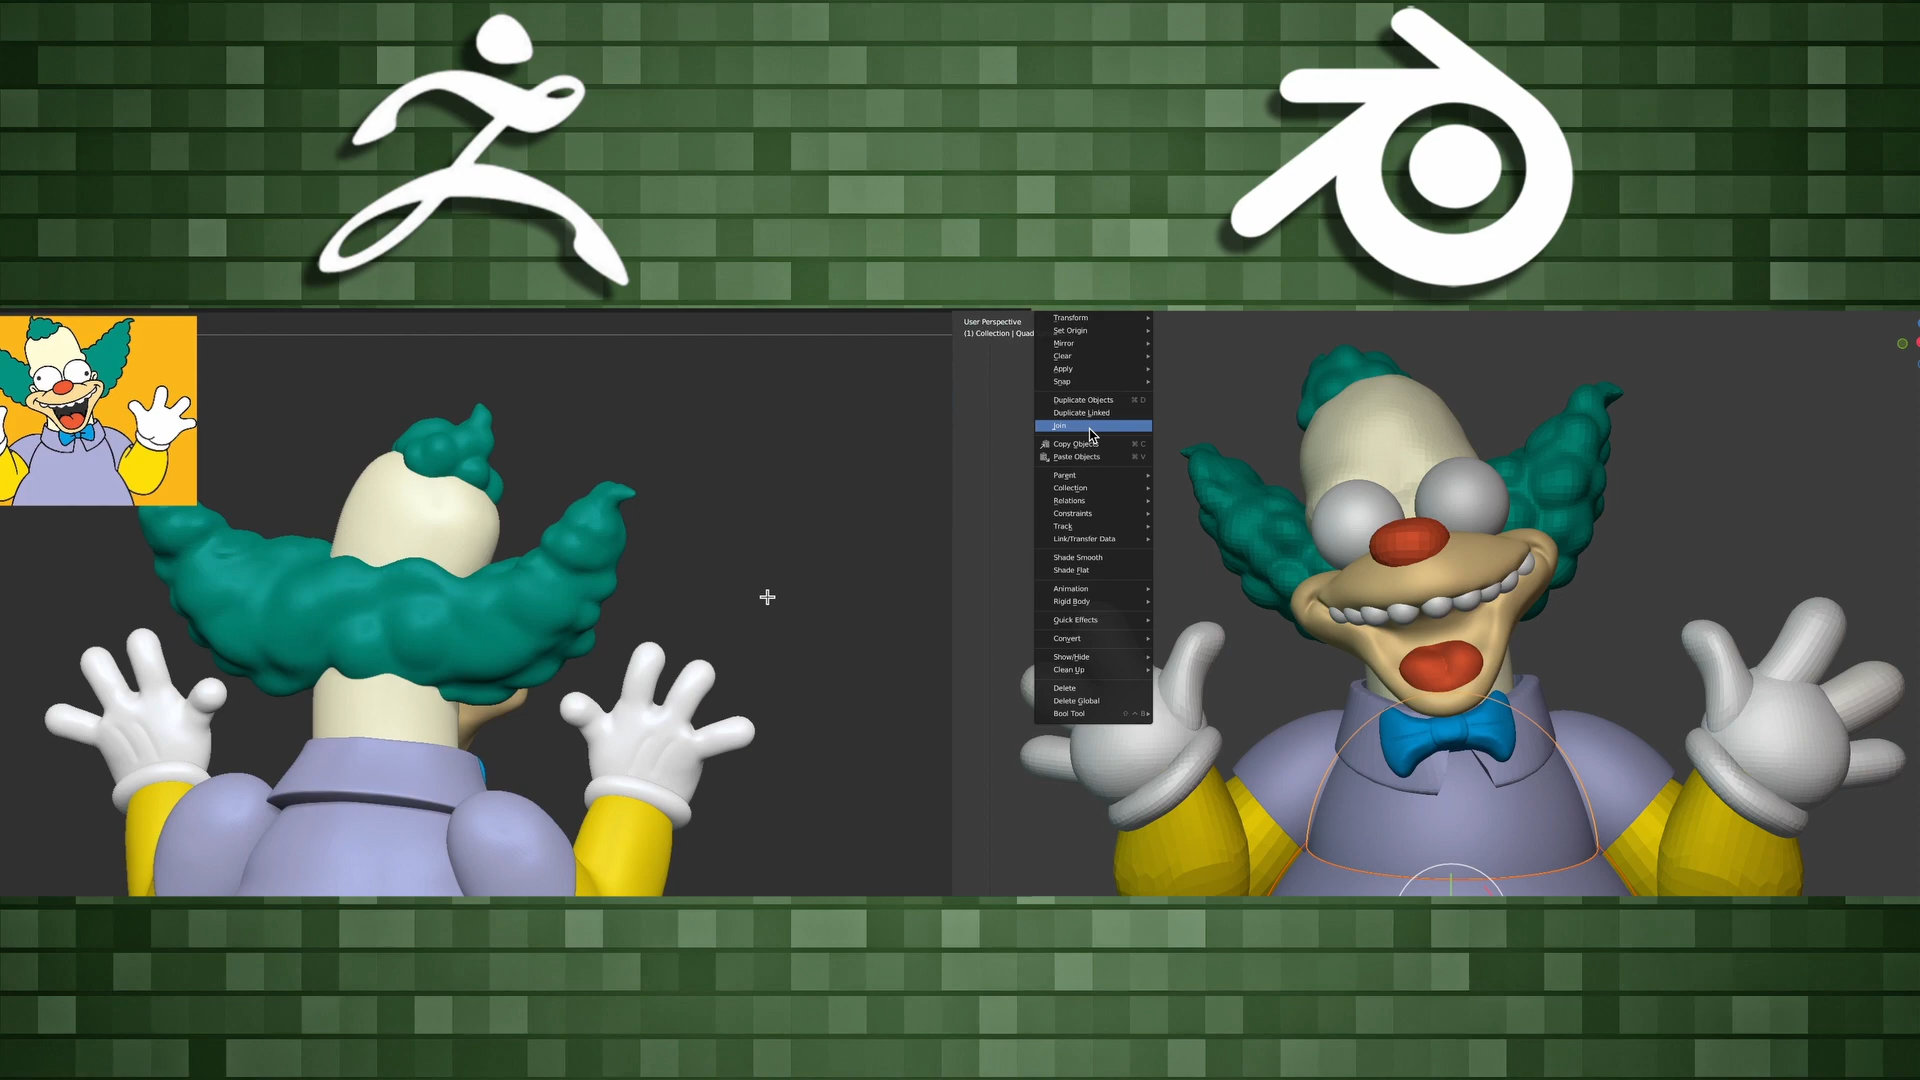 User Perspective
(1) Collection | Quad
Transform
Set Origin
Mirror
Clear
Apply
Snap
Duplicate Objects ⌘ D
Duplicate Linked
Join
Copy Objects ⌘ C
Paste Objects ⌘ V
Parent
Collection
Relations
Constraints
Track
Link/Transfer Data
Shade Smooth
Shade Flat
Animation
Rigid Body
Quick Effects
Convert
Show/Hide
Clean Up
Delete
Delete Global
Bool Tool ⇧ ^ B